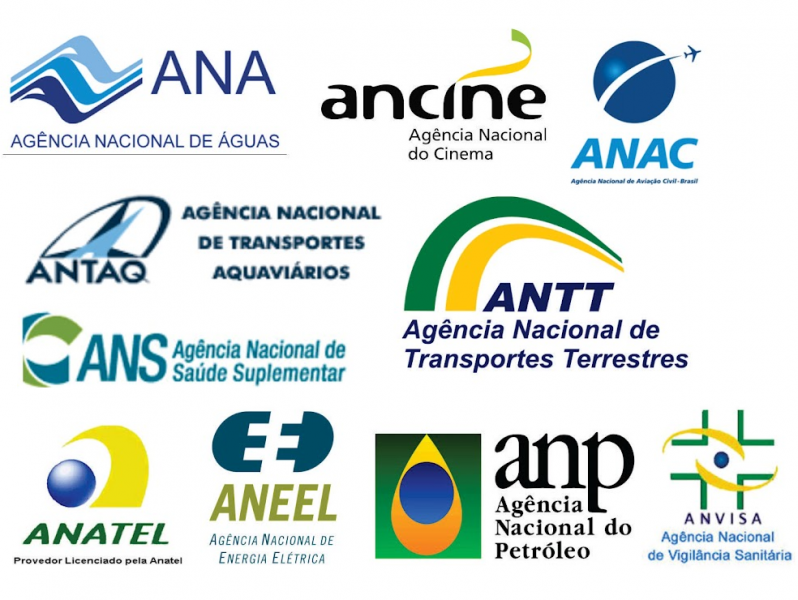 ANA
AGÊNCIA NACIONAL DE ÁGUAS
ancine
Agência Nacional
do Cinema
ANAC
Agência Nacional de Aviação Civil-Brasil
ANTAQ
AGÊNCIA NACIONAL
DE TRANSPORTES
AQUAVIÁRIOS
ANTT
Agência Nacional de
Transportes Terrestres
ANS
Agência Nacional de
Saúde Suplementar
ANATEL
Provedor Licenciado pela Anatel
ANEEL
AGÊNCIA NACIONAL DE
ENERGIA ELÉTRICA
anp
Agência
Nacional do
Petróleo
ANVISA
Agência Nacional
de Vigilância Sanitária